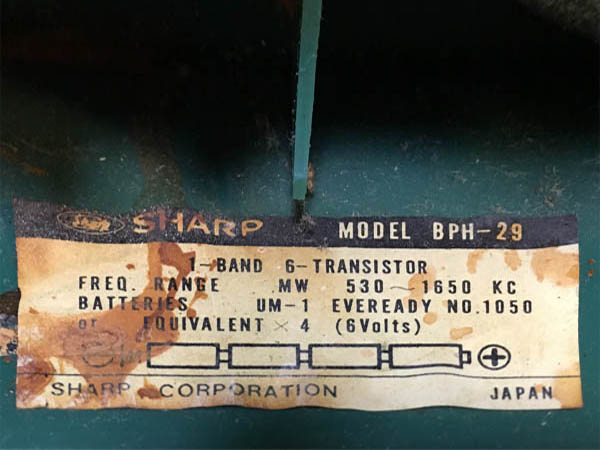 SHARP MODEL BPH-29
1-BAND 6-TRANSISTOR
FREQ. RANGE MW 530~1650 KC
BATTERIES UM-1 EVEREADY NO.1050
or EQUIVALENT × 4 (6Volts)
SHARP CORPORATION JAPAN